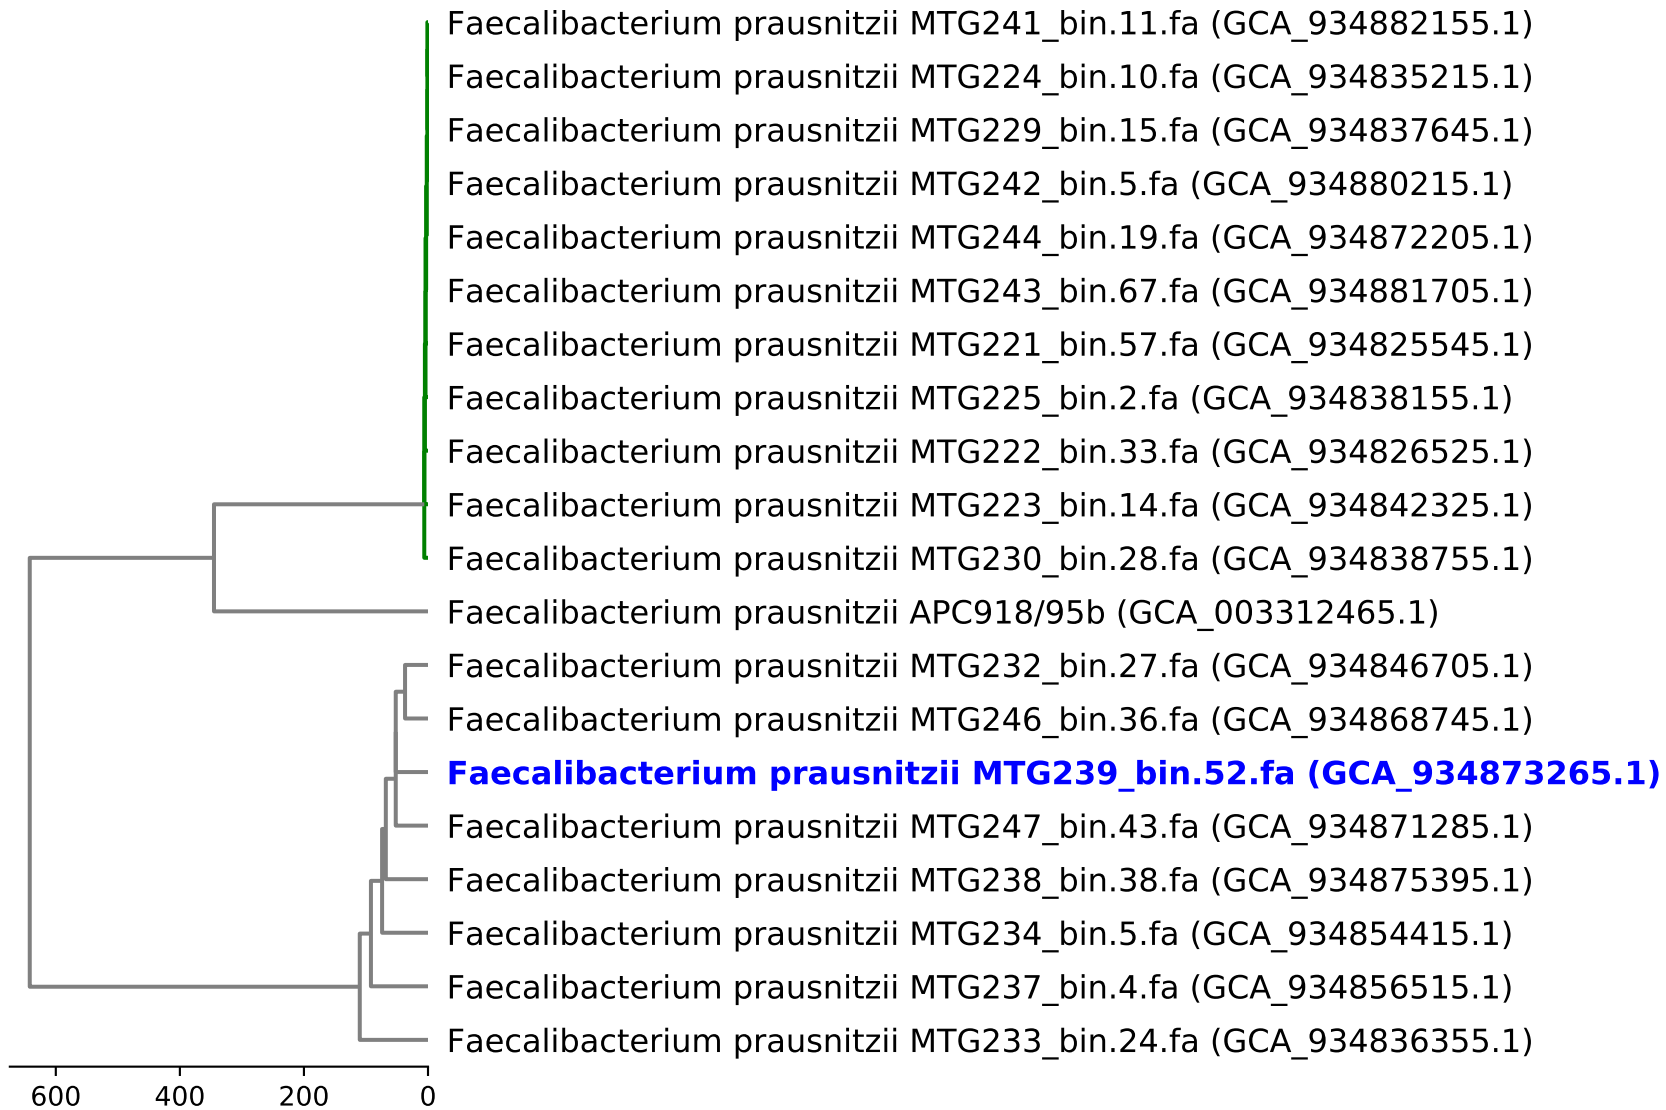 Faecalibacterium prausnitzii MTG241_bin.11.fa (GCA_934882155.1)
Faecalibacterium prausnitzii MTG224_bin.10.fa (GCA_934835215.1)
Faecalibacterium prausnitzii MTG229_bin.15.fa (GCA_934837645.1)
Faecalibacterium prausnitzii MTG242_bin.5.fa (GCA_934880215.1)
Faecalibacterium prausnitzii MTG244_bin.19.fa (GCA_934872205.1)
Faecalibacterium prausnitzii MTG243_bin.67.fa (GCA_934881705.1)
Faecalibacterium prausnitzii MTG221_bin.57.fa (GCA_934825545.1)
Faecalibacterium prausnitzii MTG225_bin.2.fa (GCA_934838155.1)
Faecalibacterium prausnitzii MTG222_bin.33.fa (GCA_934826525.1)
Faecalibacterium prausnitzii MTG223_bin.14.fa (GCA_934842325.1)
Faecalibacterium prausnitzii MTG230_bin.28.fa (GCA_934838755.1)
Faecalibacterium prausnitzii APC918/95b (GCA_003312465.1)
Faecalibacterium prausnitzii MTG232_bin.27.fa (GCA_934846705.1)
Faecalibacterium prausnitzii MTG246_bin.36.fa (GCA_934868745.1)
Faecalibacterium prausnitzii MTG239_bin.52.fa (GCA_934873265.1)
Faecalibacterium prausnitzii MTG247_bin.43.fa (GCA_934871285.1)
Faecalibacterium prausnitzii MTG238_bin.38.fa (GCA_934875395.1)
Faecalibacterium prausnitzii MTG234_bin.5.fa (GCA_934854415.1)
Faecalibacterium prausnitzii MTG237_bin.4.fa (GCA_934856515.1)
Faecalibacterium prausnitzii MTG233_bin.24.fa (GCA_934836355.1)
600 400 200 0